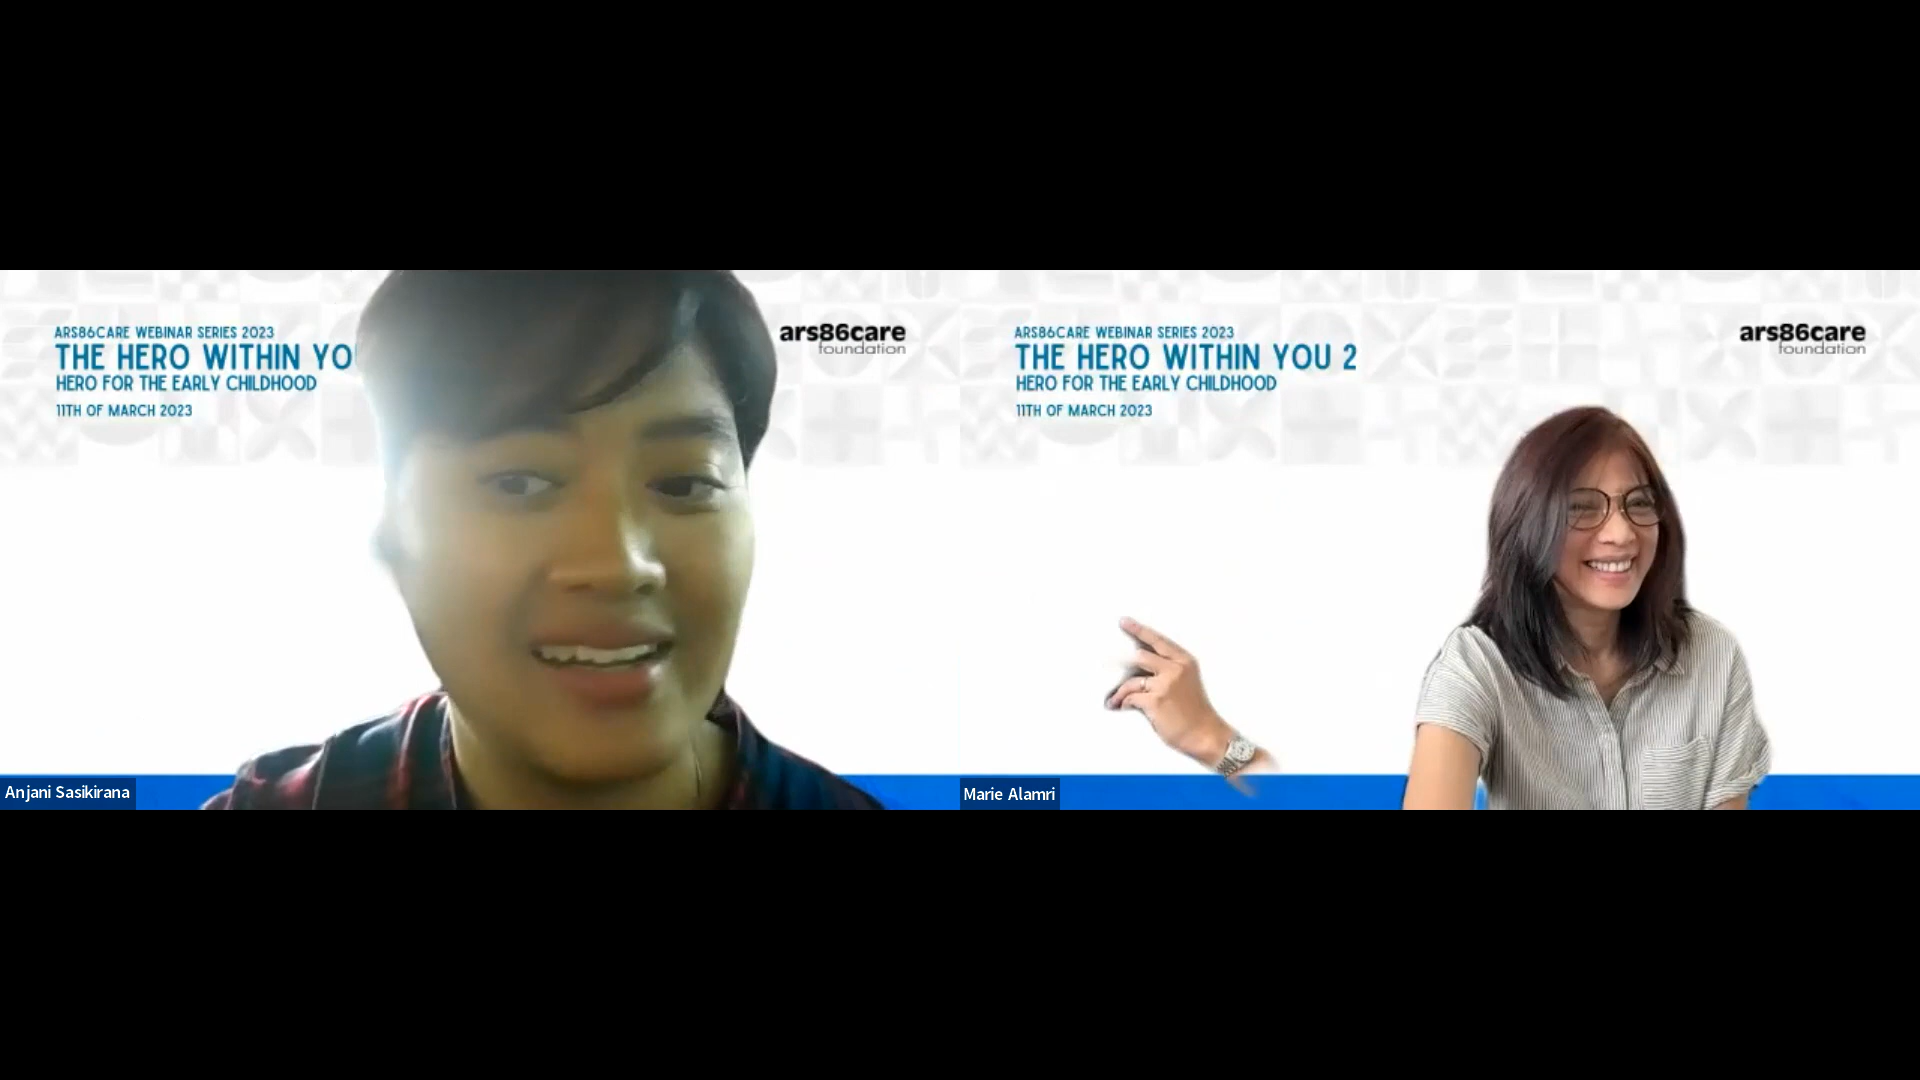 ARS86CARE WEBINAR SERIES 2023
THE HERO WITHIN YO
HERO FOR THE EARLY CHILDHOOD
11TH OF MARCH 2023
ars86care
foundation
Anjani Sasikirana
ARS86CARE WEBINAR SERIES 2023
THE HERO WITHIN YOU 2
HERO FOR THE EARLY CHILDHOOD
11TH OF MARCH 2023
ars86care
foundation
Marie Alamri